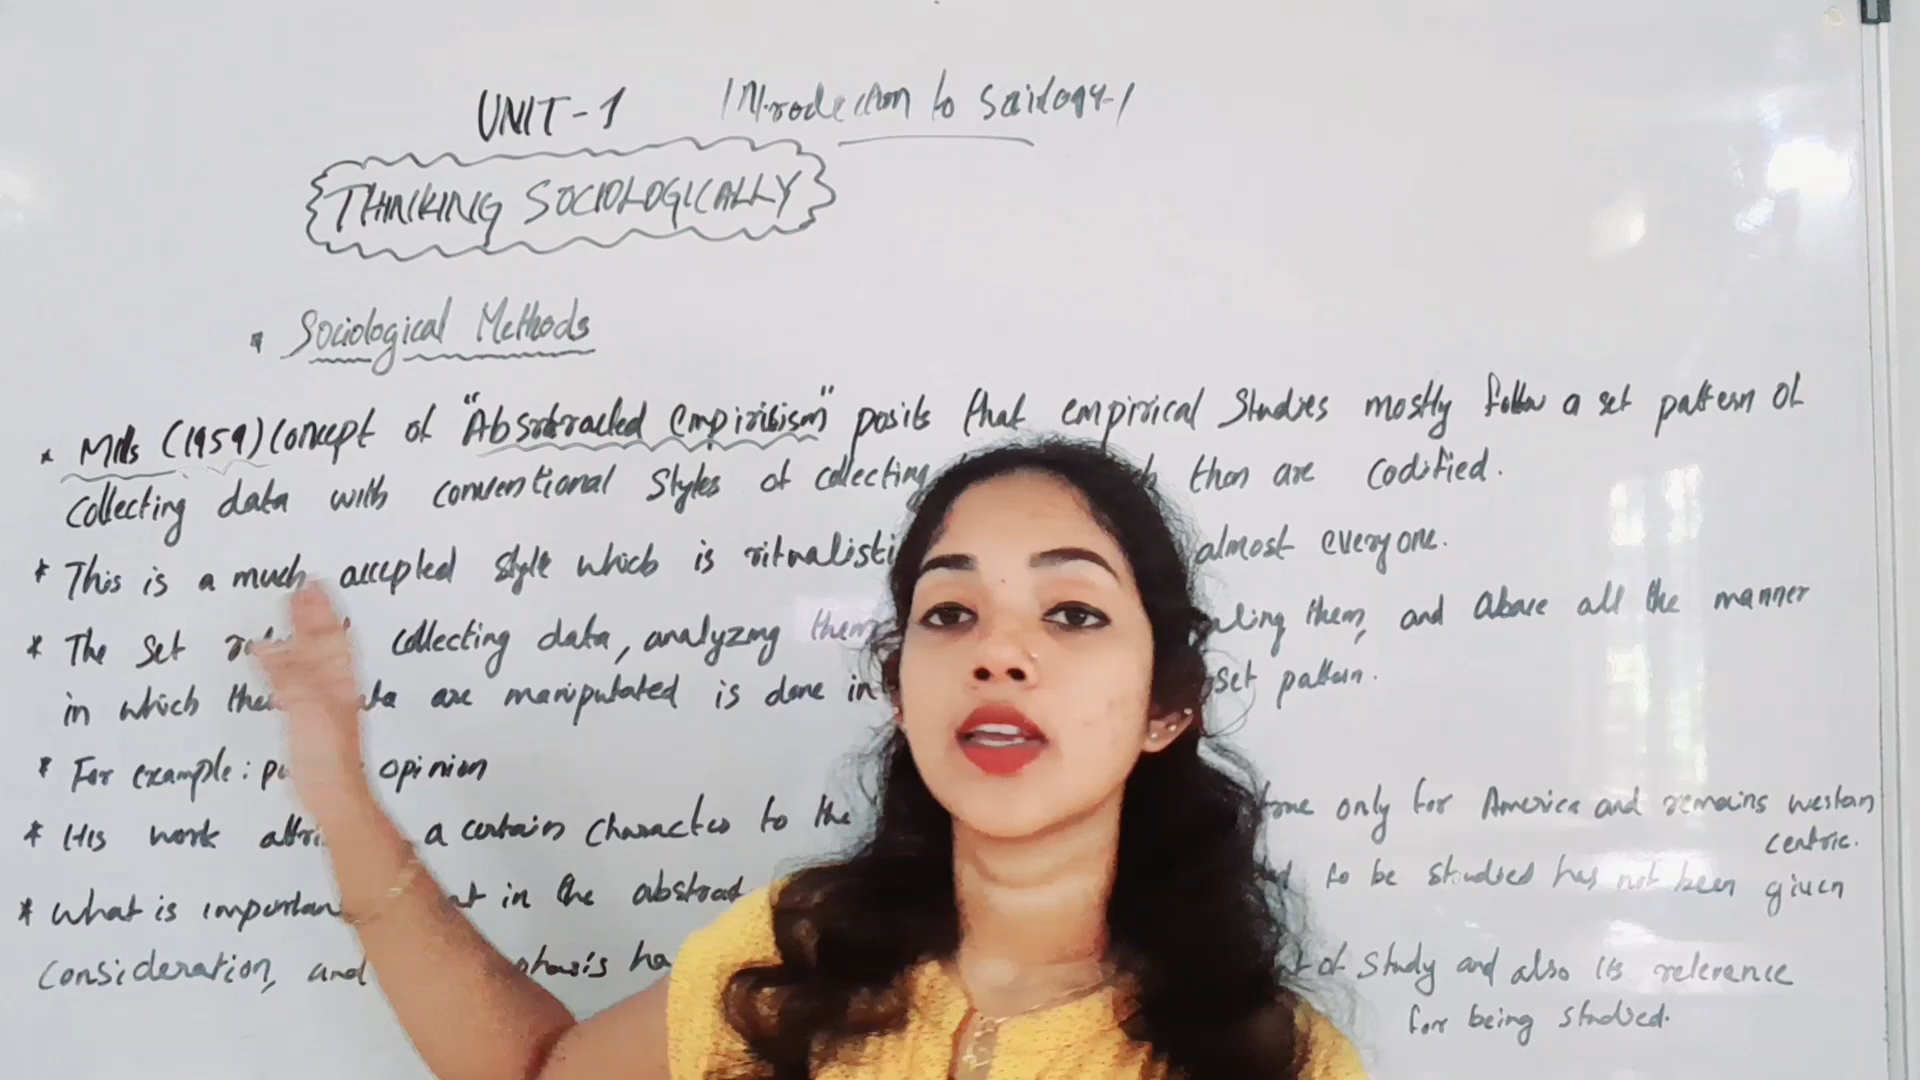 UNIT-1 Introduction to Sociology-1
THINKING SOCIOLOGICALLY
* Sociological Methods
* Mills (1959) Concept of "Abstracted Empiricism" posits that empirical Studies mostly follow a set pattern of
collecting data with conventional Styles of collecting then are codified.
* This is a much accepted style which is almost everyone.
* The set collecting data, analyzing them and above all the manner
in which are manipulated is done in set pattern.
* For example: opinion
* His work a certain character to the only for America and remains western
centric.
* What is in the to be studied has not been given
consideration, and of study and also its relevance
for being studied.